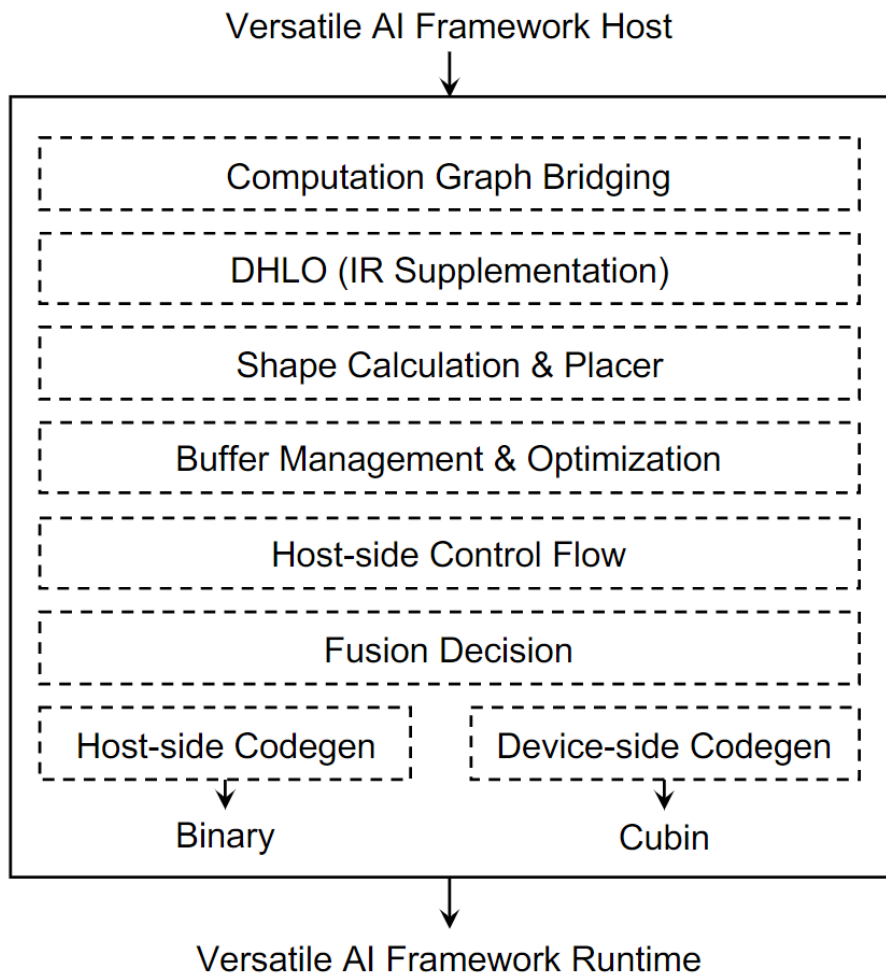 Versatile AI Framework Host
Computation Graph Bridging
DHLO (IR Supplementation)
Shape Calculation & Placer
Buffer Management & Optimization
Host-side Control Flow
Fusion Decision
Host-side Codegen
Device-side Codegen
Binary
Cubin
Versatile AI Framework Runtime